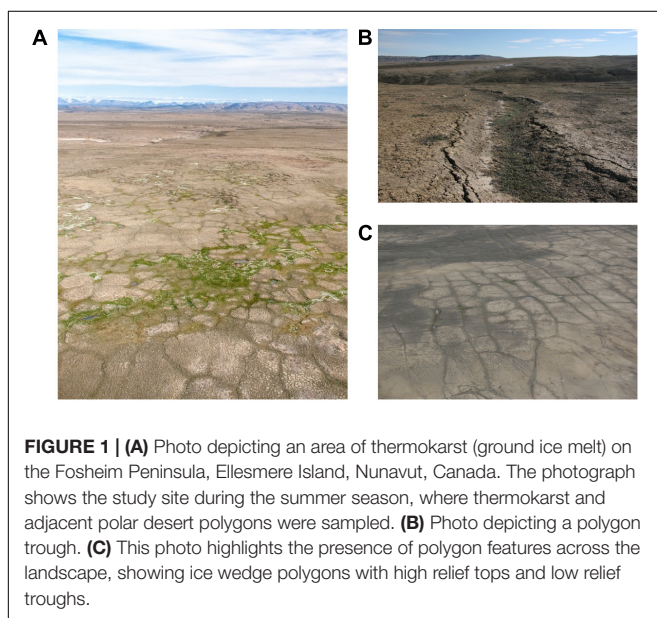 A
B
C
FIGURE 1 | (A) Photo depicting an area of thermokarst (ground ice melt) on
the Fosheim Peninsula, Ellesmere Island, Nunavut, Canada. The photograph
shows the study site during the summer season, where thermokarst and
adjacent polar desert polygons were sampled. (B) Photo depicting a polygon
trough. (C) This photo highlights the presence of polygon features across the
landscape, showing ice wedge polygons with high relief tops and low relief
troughs.